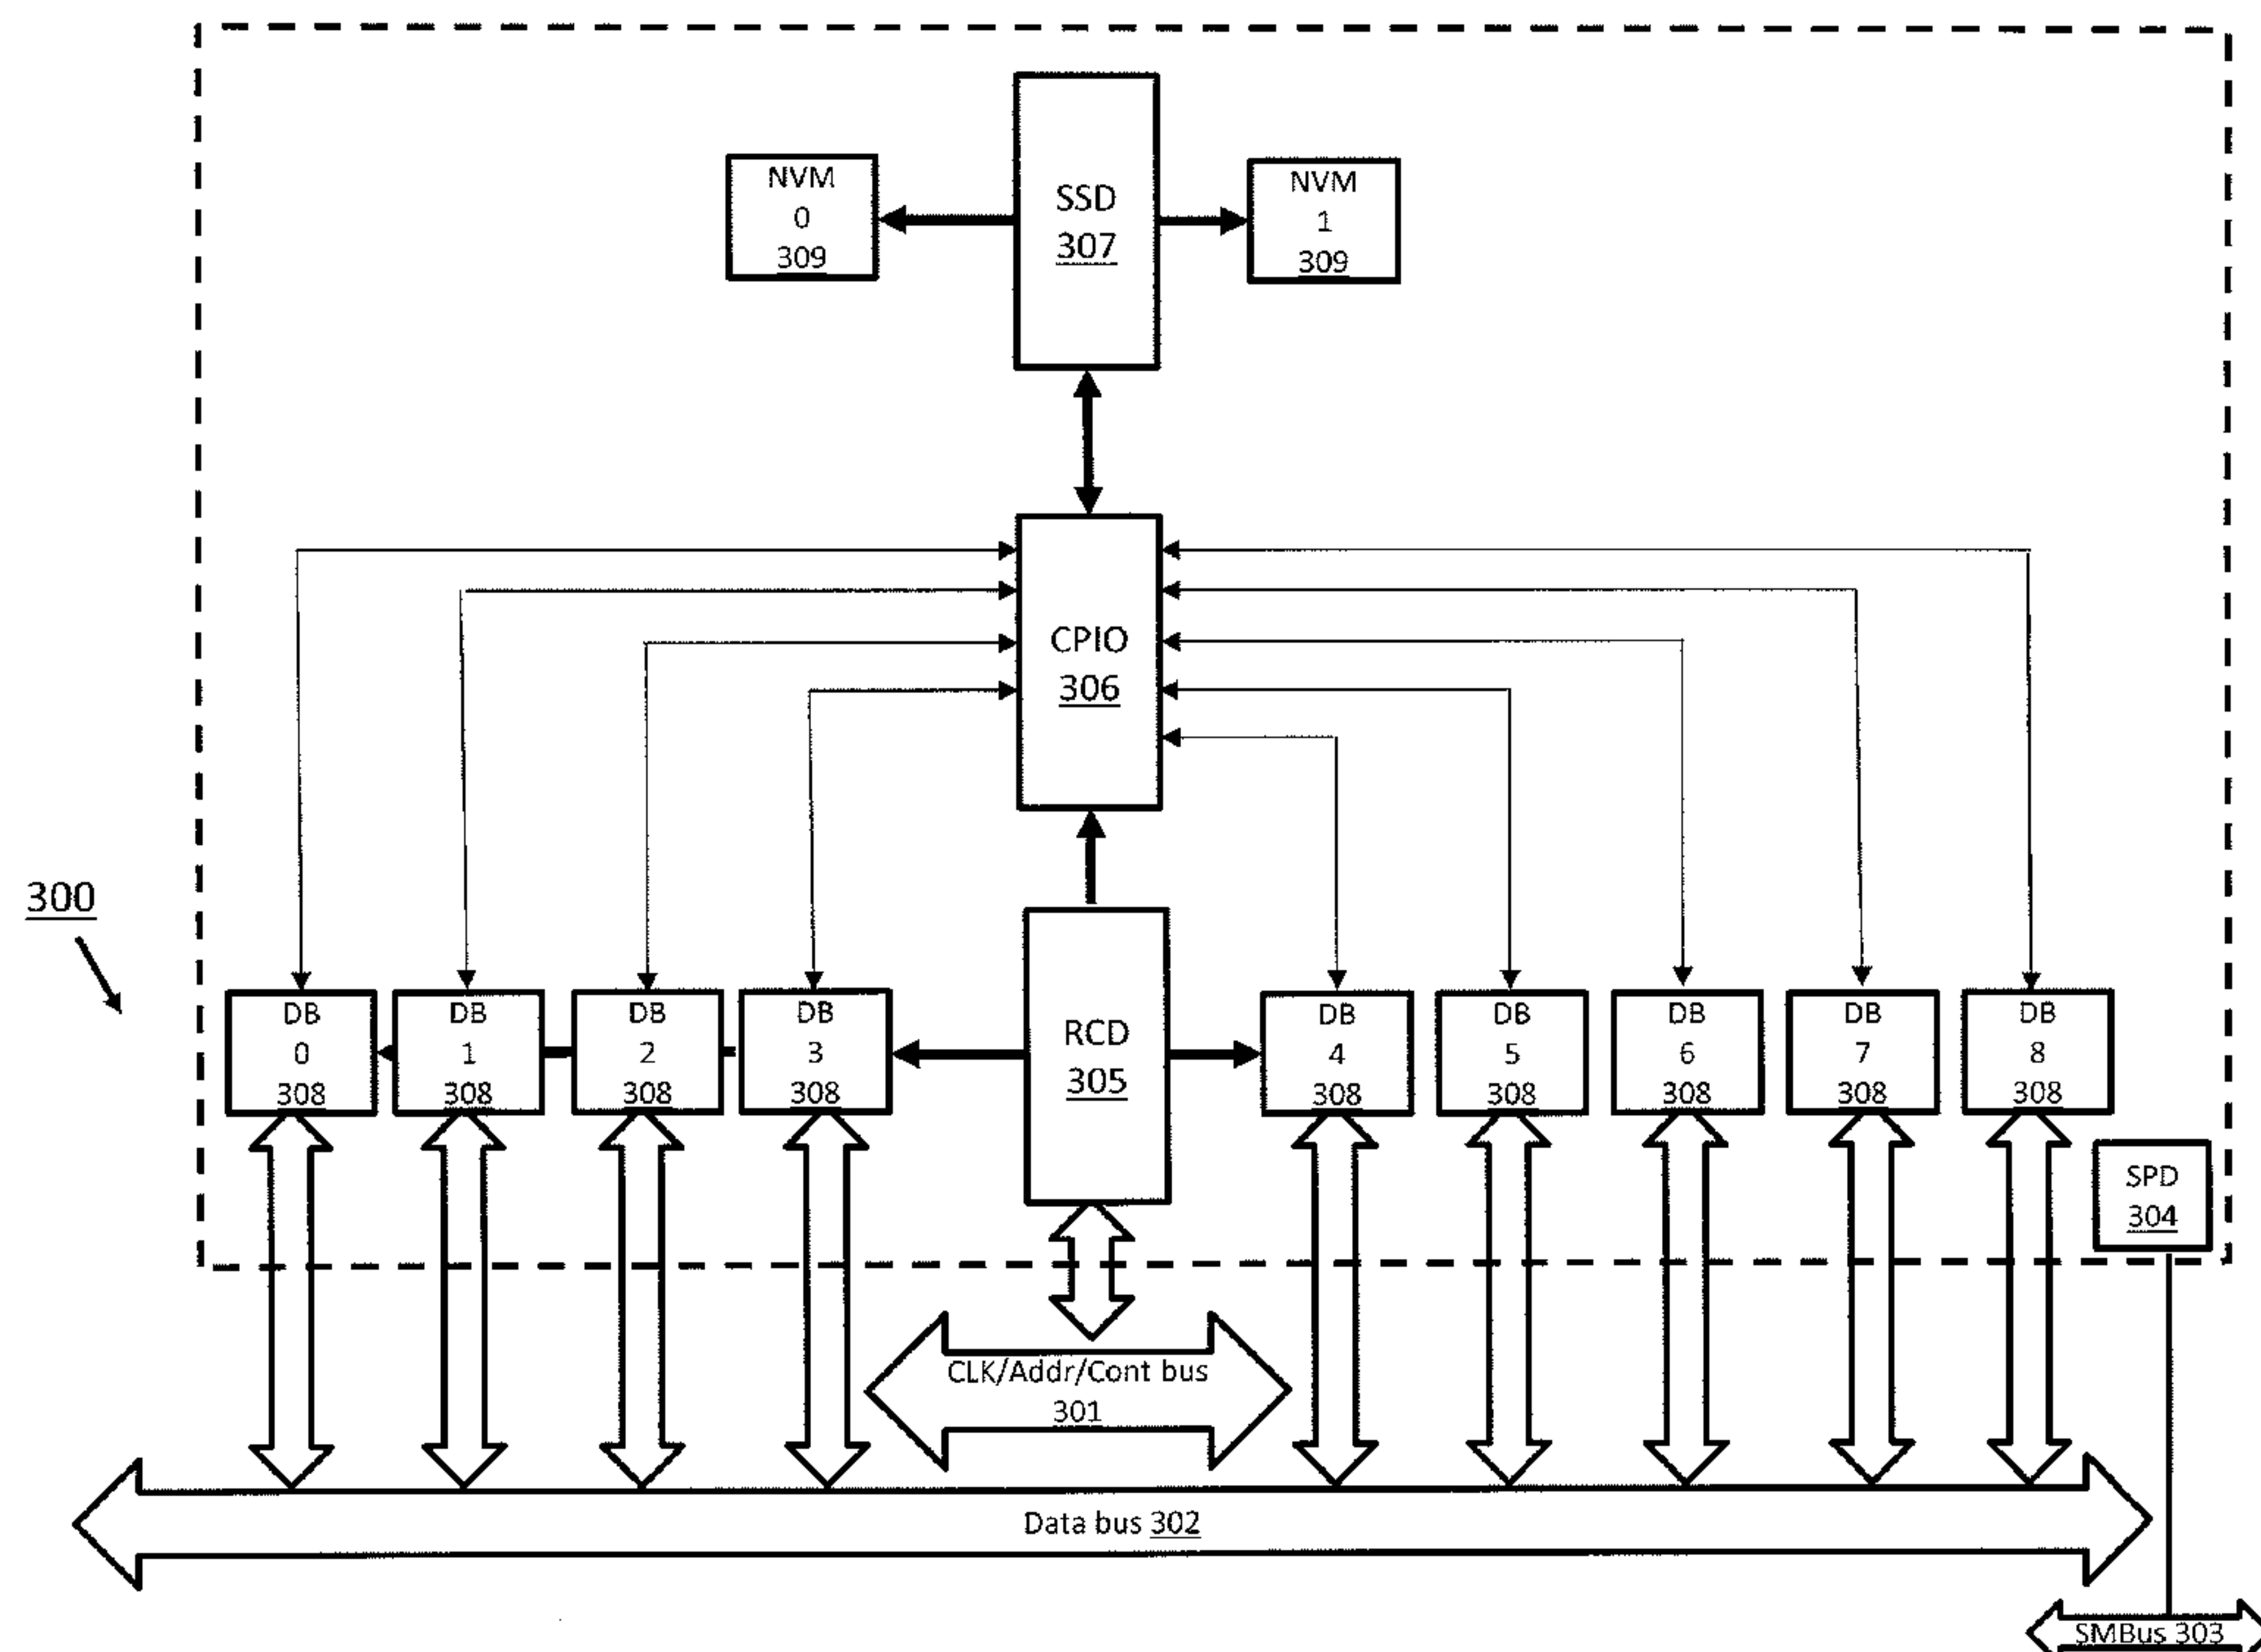 NVM
0
309
SSD
307
NVM
1
309
CPIO
306
300
DB
0
308
DB
1
308
DB
2
308
DB
3
308
RCD
305
DB
4
308
DB
5
308
DB
6
308
DB
7
308
DB
8
308
SPD
304
CLK/Addr/Cont bus
301
Data bus 302
SMBus 303